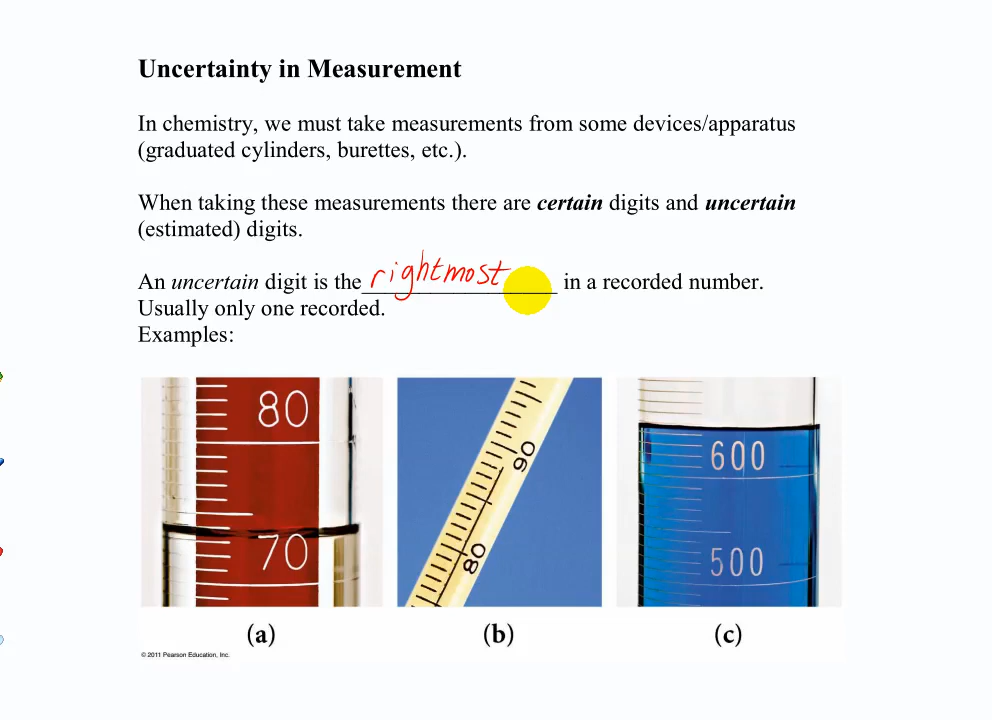 Uncertainty in Measurement
In chemistry, we must take measurements from some devices/apparatus
(graduated cylinders, burettes, etc.).
When taking these measurements there are certain digits and uncertain
(estimated) digits.
An uncertain digit is the rightmost in a recorded number.
Usually only one recorded.
Examples:
80
70
90
80
600
500
(a) (b) (c)
© 2011 Pearson Education, Inc.